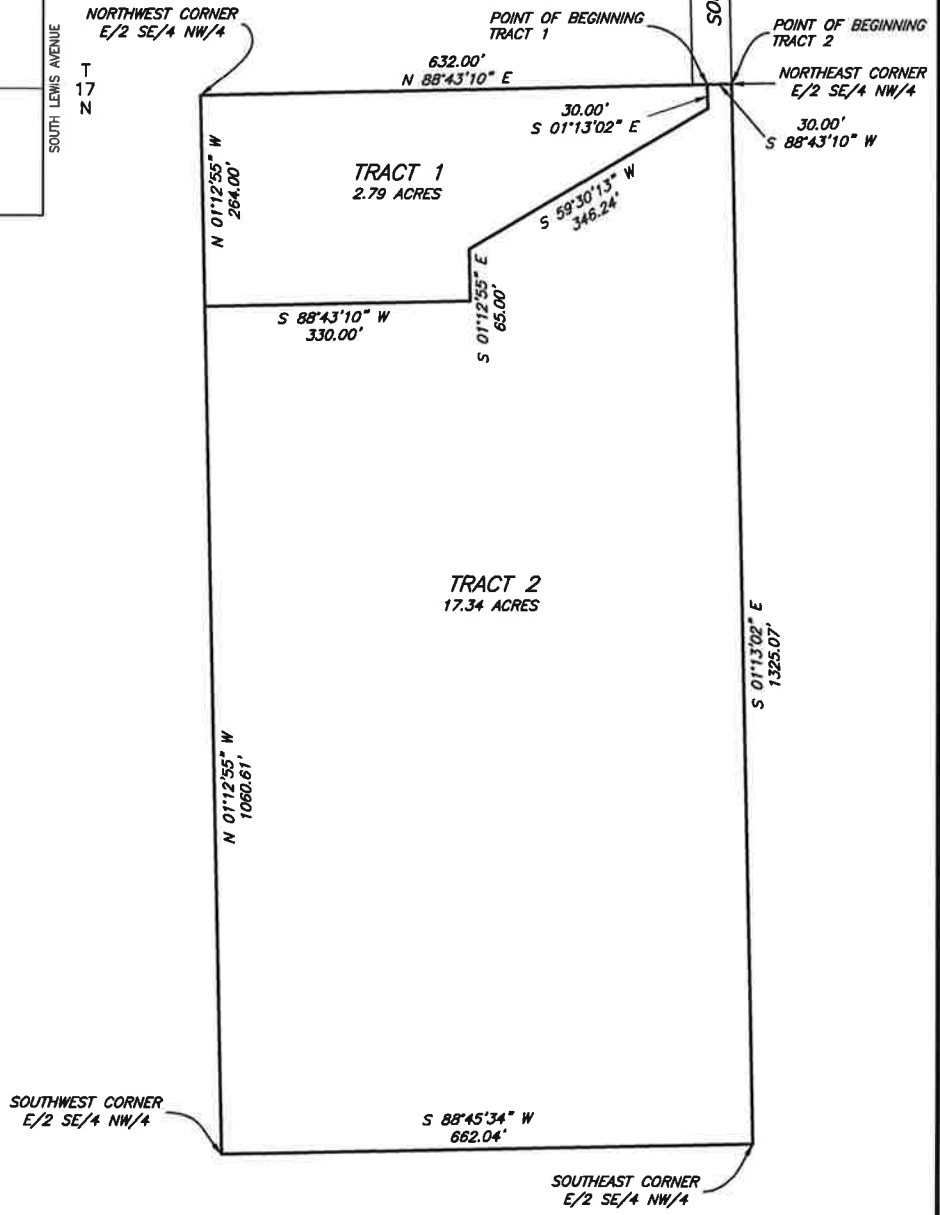 NORTHWEST CORNER
E/2 SE/4 NW/4
SOUTH LEWIS AVENUE
T
17
N
POINT OF BEGINNING
TRACT 1
POINT OF BEGINNING
TRACT 2
632.00'
N 88°43'10" E
NORTHEAST CORNER
E/2 SE/4 NW/4
30.00'
S 01°13'02" E
30.00'
S 88°43'10" W
TRACT 1
2.79 ACRES
N 01°12'55" W
264.00'
S 59°30'13" W
346.24'
S 88°43'10" W
330.00'
S 01°12'55" E
65.00'
TRACT 2
17.34 ACRES
S 01°13'02" E
1325.07'
N 01°12'55" W
1060.61'
SOUTHWEST CORNER
E/2 SE/4 NW/4
S 88°45'34" W
662.04'
SOUTHEAST CORNER
E/2 SE/4 NW/4